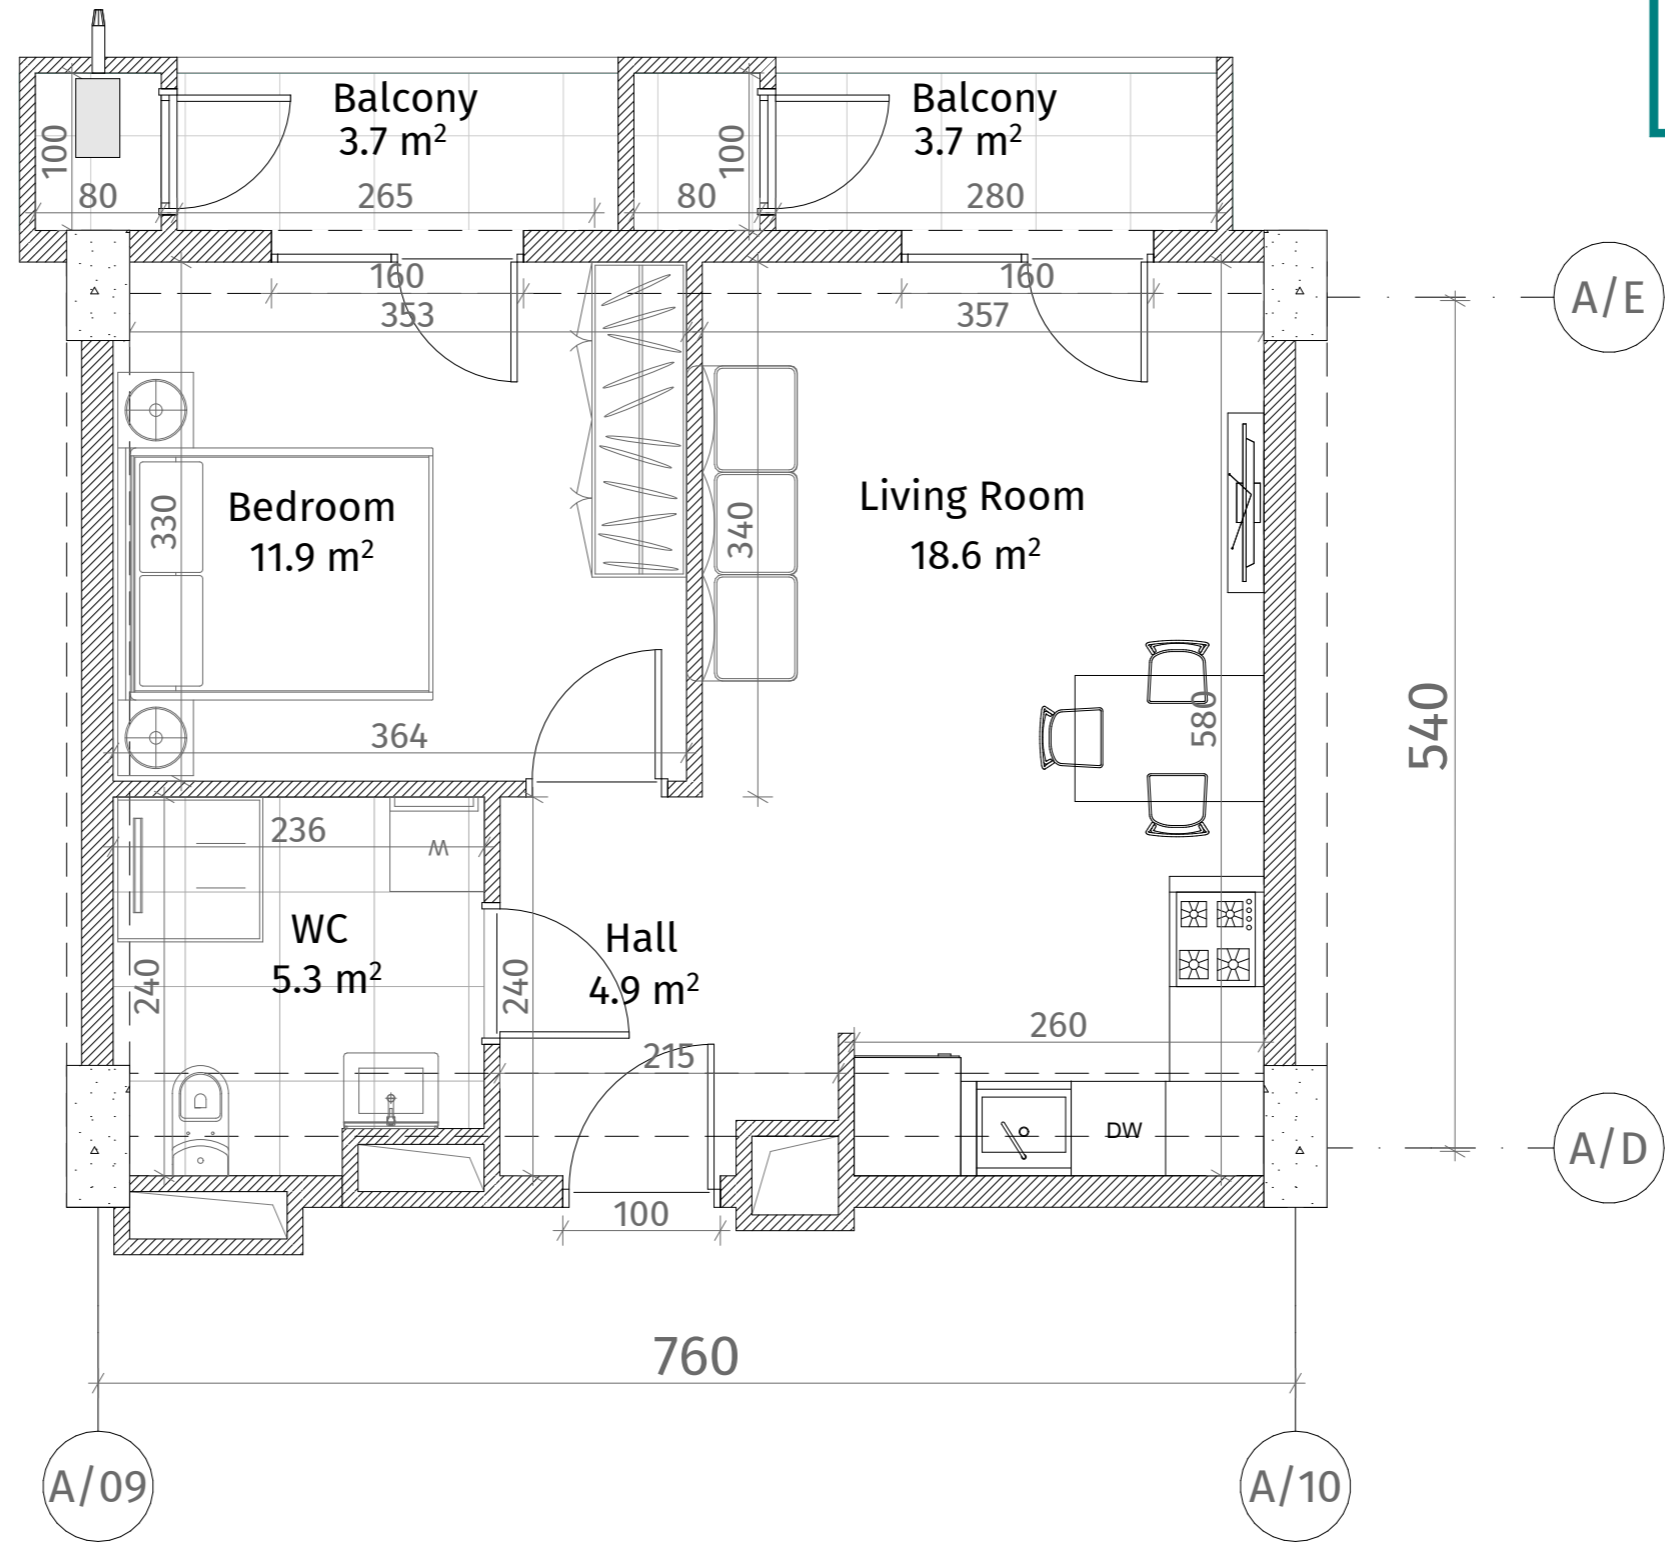 Balcony
3.7 m²
Balcony
3.7 m²
100
80
265
80
100
280
160
353
160
357
A/E
Bedroom
11.9 m²
330
364
Living Room
18.6 m²
340
580
540
236
W
WC
5.3 m²
240
Hall
4.9 m²
240
215
260
DW
A/D
100
760
A/09
A/10